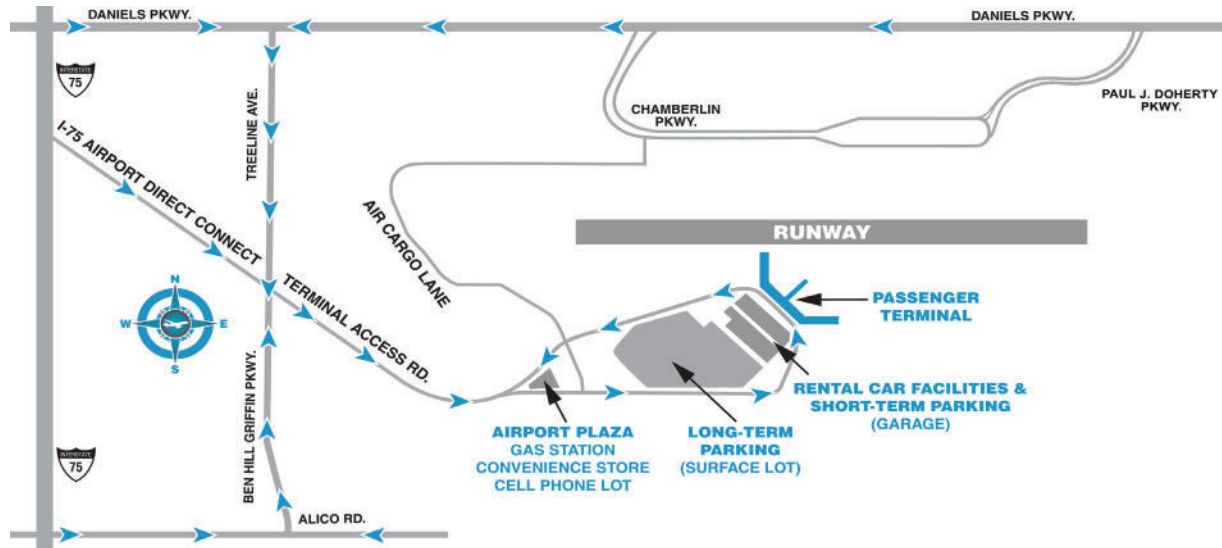 DANIELS PKWY.
DANIELS PKWY.
INTERSTATE
75
CHAMBERLIN
PKWY.
PAUL J. DOHERTY
PKWY.
TREELINE AVE.
I-75 AIRPORT DIRECT CONNECT
AIR CARGO LANE
RUNWAY
N
W
E
S
TERMINAL ACCESS RD.
PASSENGER
TERMINAL
BEN HILL GRIFFIN PKWY.
RENTAL CAR FACILITIES &
SHORT-TERM PARKING
(GARAGE)
AIRPORT PLAZA
GAS STATION
CONVENIENCE STORE
CELL PHONE LOT
LONG-TERM
PARKING
(SURFACE LOT)
INTERSTATE
75
ALICO RD.